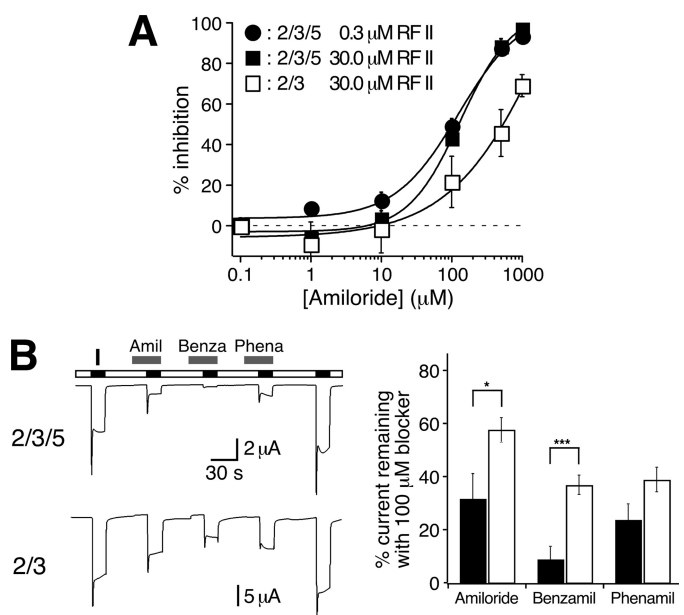 A
100
80
60
40
20
0
% inhibition
: 2/3/5 0.3 µM RF II
: 2/3/5 30.0 µM RF II
: 2/3 30.0 µM RF II
0.1 1 10 100 1000
[Amiloride] (µM)
B
I Amil Benza Phena
2/3/5
2 µA
30 s
2/3
5 µA
% current remaining
with 100 µM blocker
80
60
40
20
0
*
***
Amiloride Benzamil Phenamil